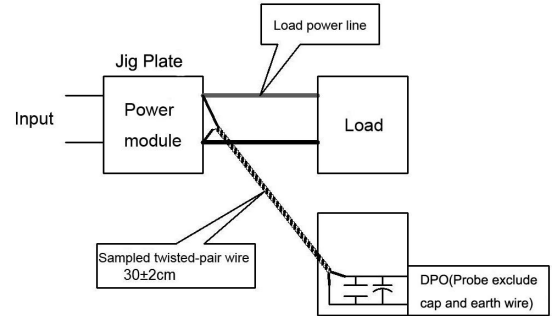 Load power line
Jig Plate
Input
Power
module
Load
Sampled twisted-pair wire
30±2cm
DPO(Probe exclude
cap and earth wire)